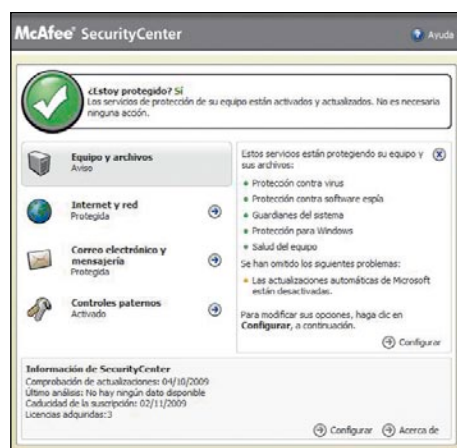 McAfee® SecurityCenter
Ayuda
¿Estoy protegido? Sí
Los servicios de protección de su equipo están activados y actualizados. No es necesaria
ninguna acción.
Equipo y archivos
Aviso
Internet y red
Protegida
Correo electrónico y
mensajería
Protegida
Controles paternos
Activado
Estos servicios están protegiendo su equipo y
sus archivos:
Protección contra virus
Protección contra software espía
Guardianes del sistema
Protección para Windows
Salud del equipo
Se han omitido los siguientes problemas:
Las actualizaciones automáticas de Microsoft
están desactivadas.
Para modificar sus opciones, haga clic en
Configurar, a continuación.
Configurar
Información de SecurityCenter
Comprobación de actualizaciones: 04/10/2009
Último análisis: No hay ningún dato disponible
Caducidad de la suscripción: 02/11/2009
Licencias adquiridas: 3
Configurar
Acerca de